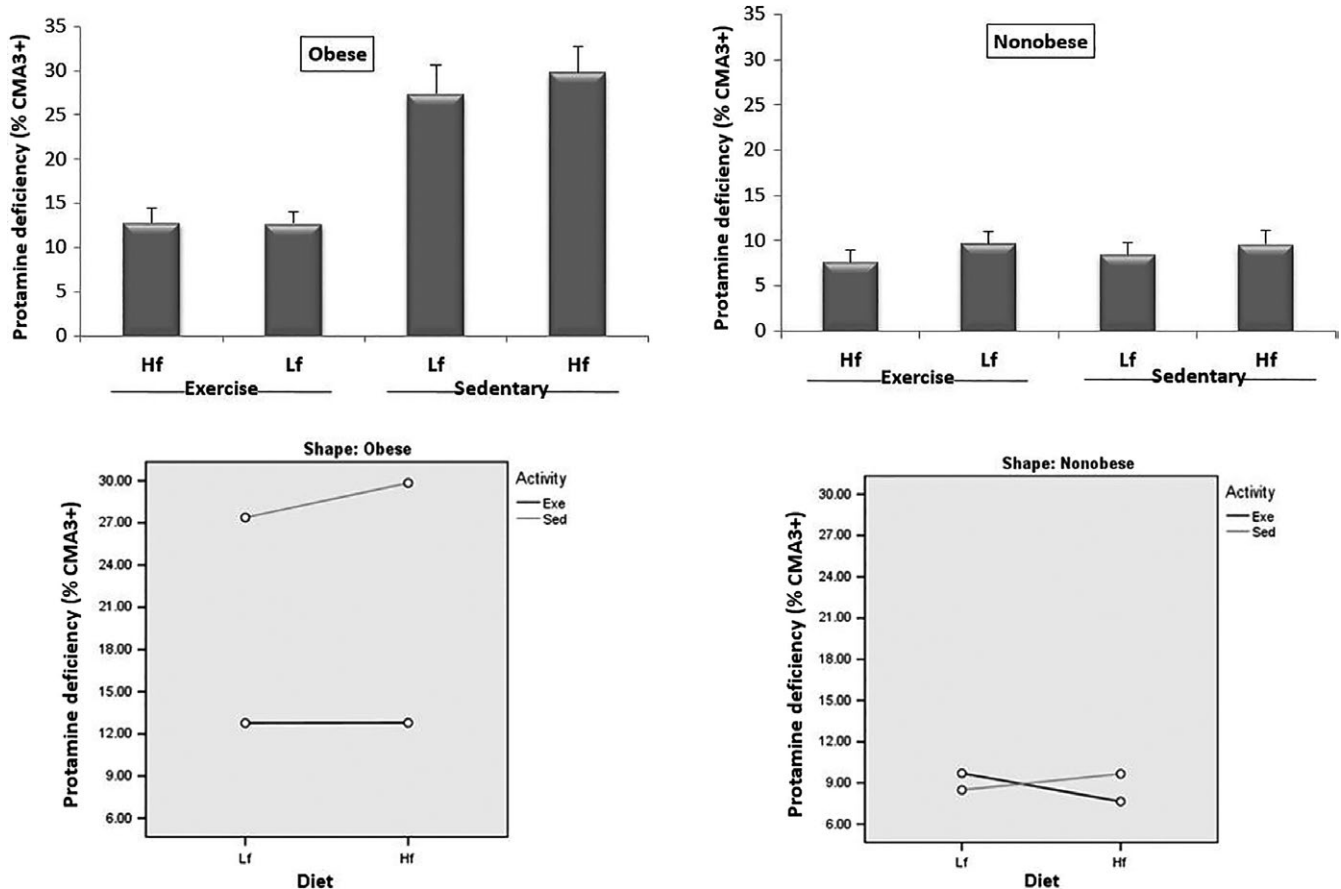 Protamine deficiency (% CMA3+)
35
30
25
20
15
10
5
0
Obese
Hf Lf Lf Hf
Exercise Sedentary
Protamine deficiency (% CMA3+)
35
30
25
20
15
10
5
0
Nonobese
Hf Lf Lf Hf
Exercise Sedentary
Shape: Obese
Protamine deficiency (% CMA3+)
30.00
27.00
24.00
21.00
18.00
15.00
12.00
9.00
6.00
Lf Hf
Diet
Activity
Exe
Sed
Shape: Nonobese
Protamine deficiency (% CMA3+)
30.00
27.00
24.00
21.00
18.00
15.00
12.00
9.00
6.00
Lf Hf
Diet
Activity
Exe
Sed